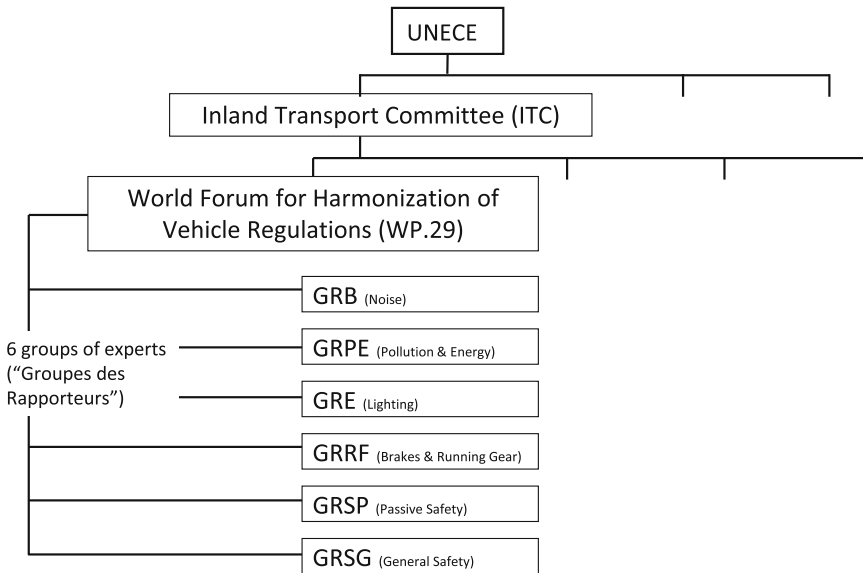 UNECE
Inland Transport Committee (ITC)
World Forum for Harmonization of
Vehicle Regulations (WP.29)
GRB (Noise)
6 groups of experts
(“Groupes des
Rapporteurs”)
GRPE (Pollution & Energy)
GRE (Lighting)
GRRF (Brakes & Running Gear)
GRSP (Passive Safety)
GRSG (General Safety)